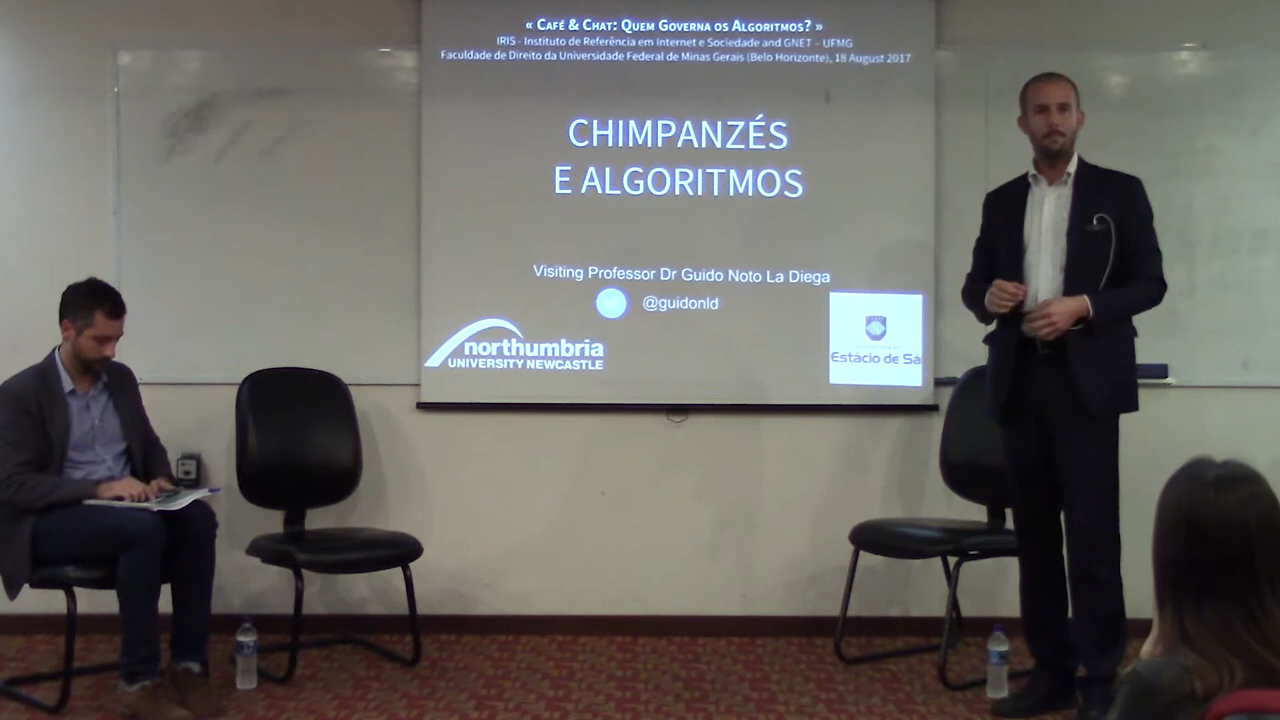 « Café & Chat: Quem Governa os Algoritmos? »
IRIS - Instituto de Referência em Internet e Sociedade and GNET - UFMG
Faculdade de Direito da Universidade Federal de Minas Gerais (Belo Horizonte), 18 August 2017
CHIMPANZÉS
E ALGORITMOS
Visiting Professor Dr Guido Noto La Diega
@guidonld
northumbria
UNIVERSITY NEWCASTLE
Estácio de Sá